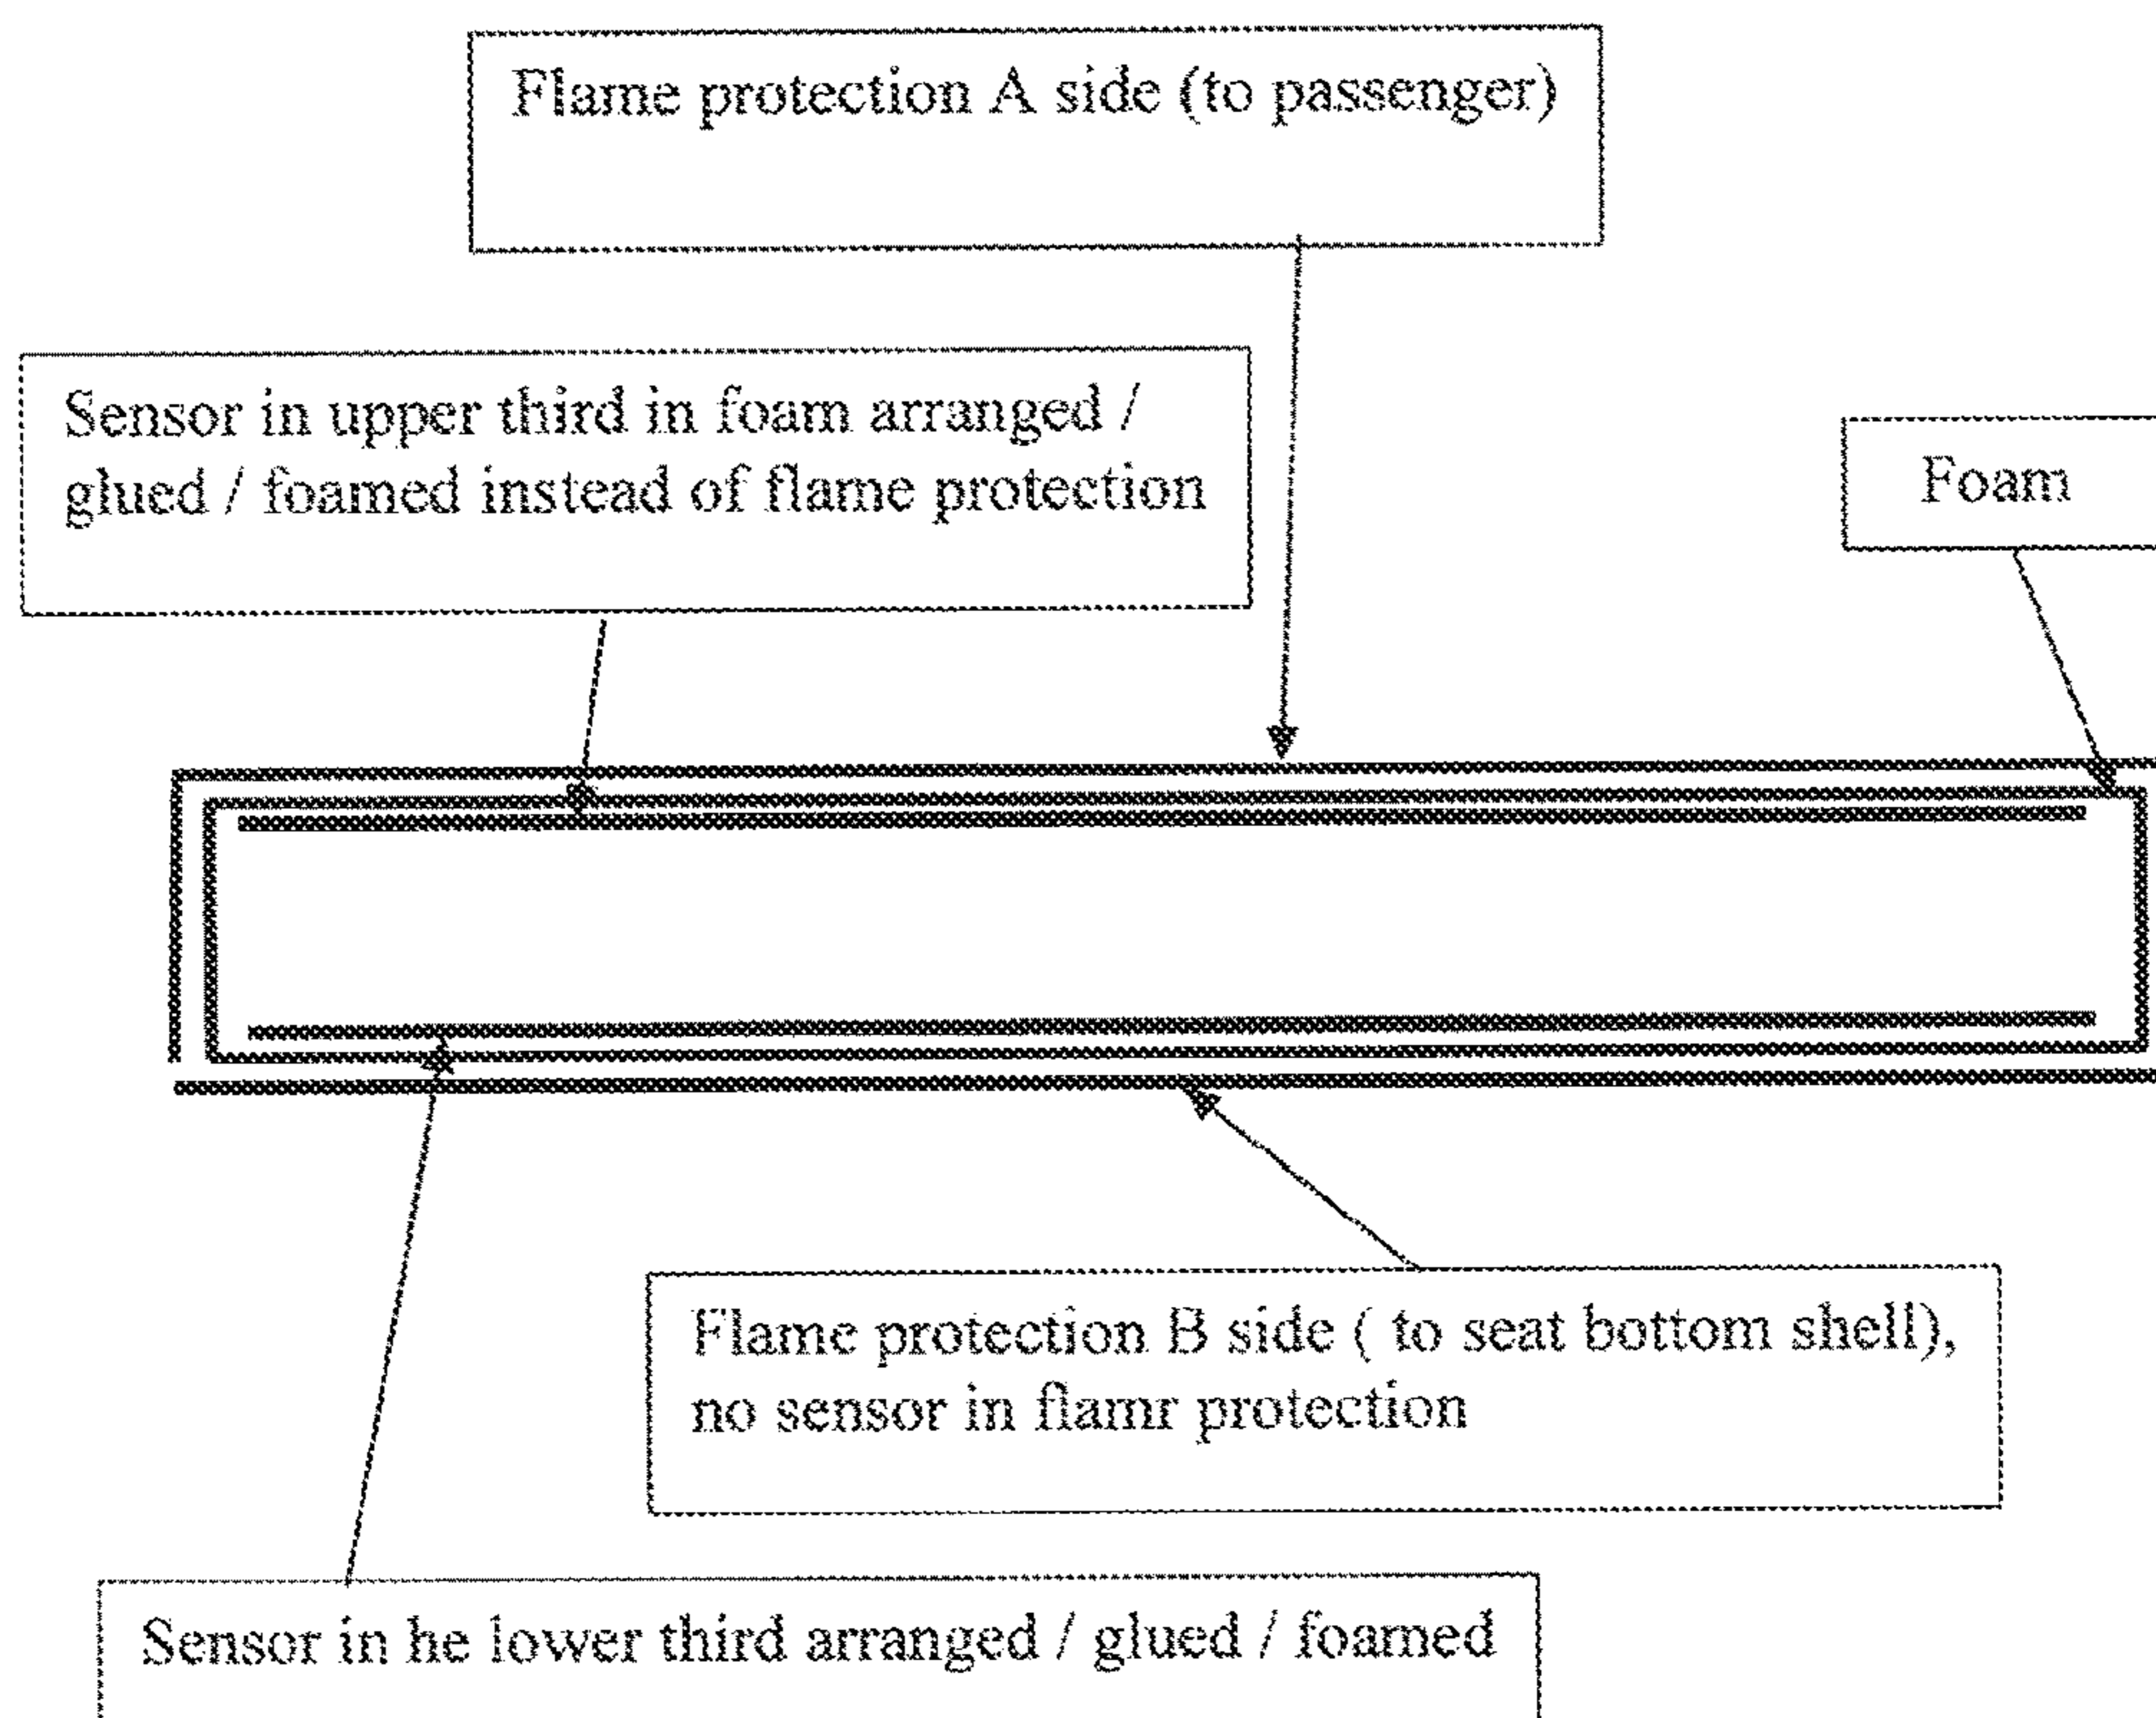 Flame protection A side (to passenger)
Sensor in upper third in foam arranged /
glued / foamed instead of flame protection
Foam
Flame protection B side ( to seat bottom shell),
no sensor in flamr protection
Sensor in he lower third arranged / glued / foamed